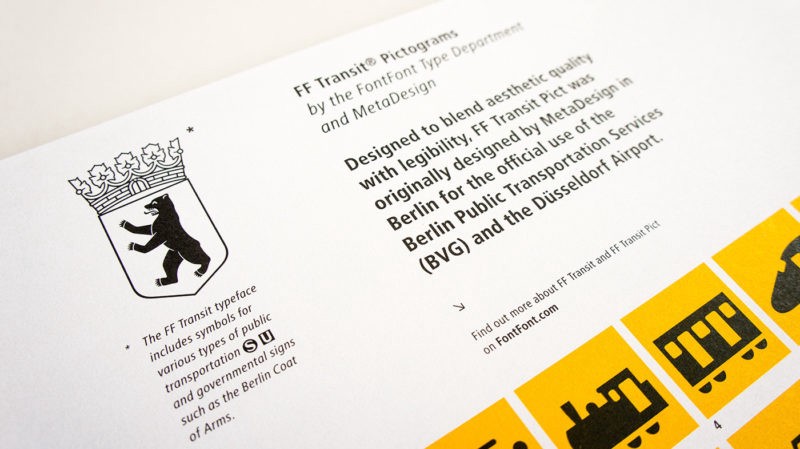 FF Transit® Pictograms
by the FontFont Type Department
and MetaDesign
Designed to blend aesthetic quality
with legibility, FF Transit Pict was
originally designed by MetaDesign in
Berlin for the official use of the
Berlin Public Transportation Services
(BVG) and the Düsseldorf Airport.
*
* The FF Transit typeface
includes symbols for
various types of public
transportation S U
and governmental signs
such as the Berlin Coat
of Arms.
↘
Find out more about FF Transit and FF Transit Pict
on FontFont.com
4